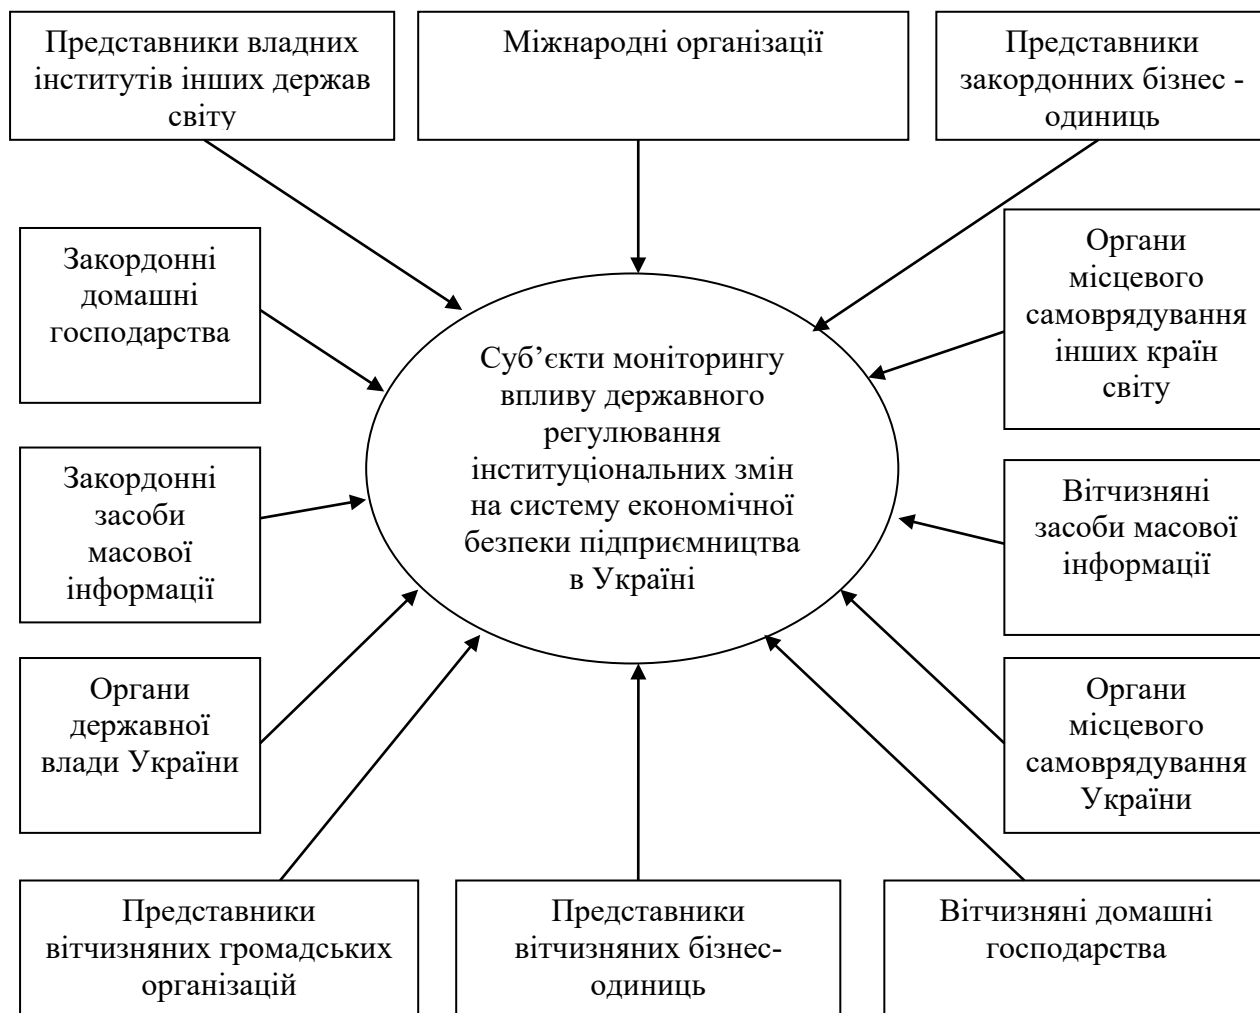 Представники владних
інститутів інших держав
світу
Міжнародні організації
Представники
закордонних бізнес -
одиниць
Закордонні
домашні
господарства
Органи
місцевого
самоврядування
інших країн
світу
Суб’єкти моніторингу
впливу державного
регулювання
інституціональних змін
на систему економічної
безпеки підприємництва
в Україні
Закордонні
засоби
масової
інформації
Вітчизняні
засоби масової
інформації
Органи
державної
влади України
Органи
місцевого
самоврядування
України
Представники
вітчизняних громадських
організацій
Представники
вітчизняних бізнес-
одиниць
Вітчизняні домашні
господарства